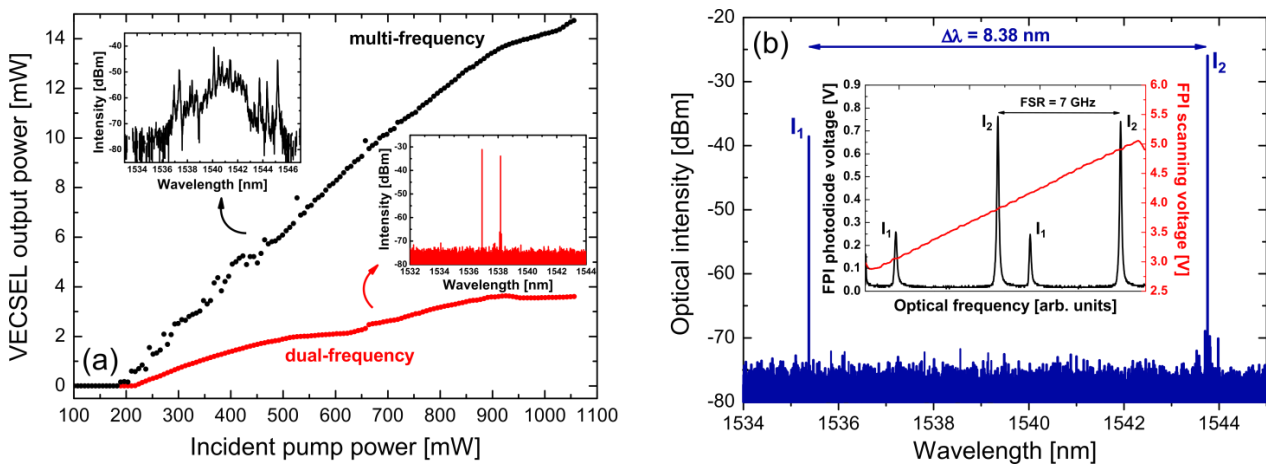 VECSEL output power [mW]
16
14
12
10
8
6
4
2
0
100 200 300 400 500 600 700 800 900 1000 1100
Incident pump power [mW]
(a)
multi-frequency
dual-frequency
Intensity [dBm]
-40
-50
-60
-70
-80
1534 1536 1538 1540 1542 1544 1546
Wavelength [nm]
Intensity [dBm]
-30
-40
-50
-60
-70
-80
1532 1534 1536 1538 1540 1542 1544
Wavelength [nm]
Optical intensity [dBm]
-20
-30
-40
-50
-60
-70
-80
1534 1536 1538 1540 1542 1544
Wavelength [nm]
(b)
Δλ = 8.38 nm
I₁
I₂
FPI photodiode voltage [V]
0.9
0.8
0.7
0.6
0.5
0.4
0.3
0.2
0.1
0.0
FSR = 7 GHz
I₂ I₂
I₁ I₁
Optical frequency [arb. units]
6.0
5.5
5.0
4.5
4.0
3.5
3.0
2.5
FPI scanning voltage [V]